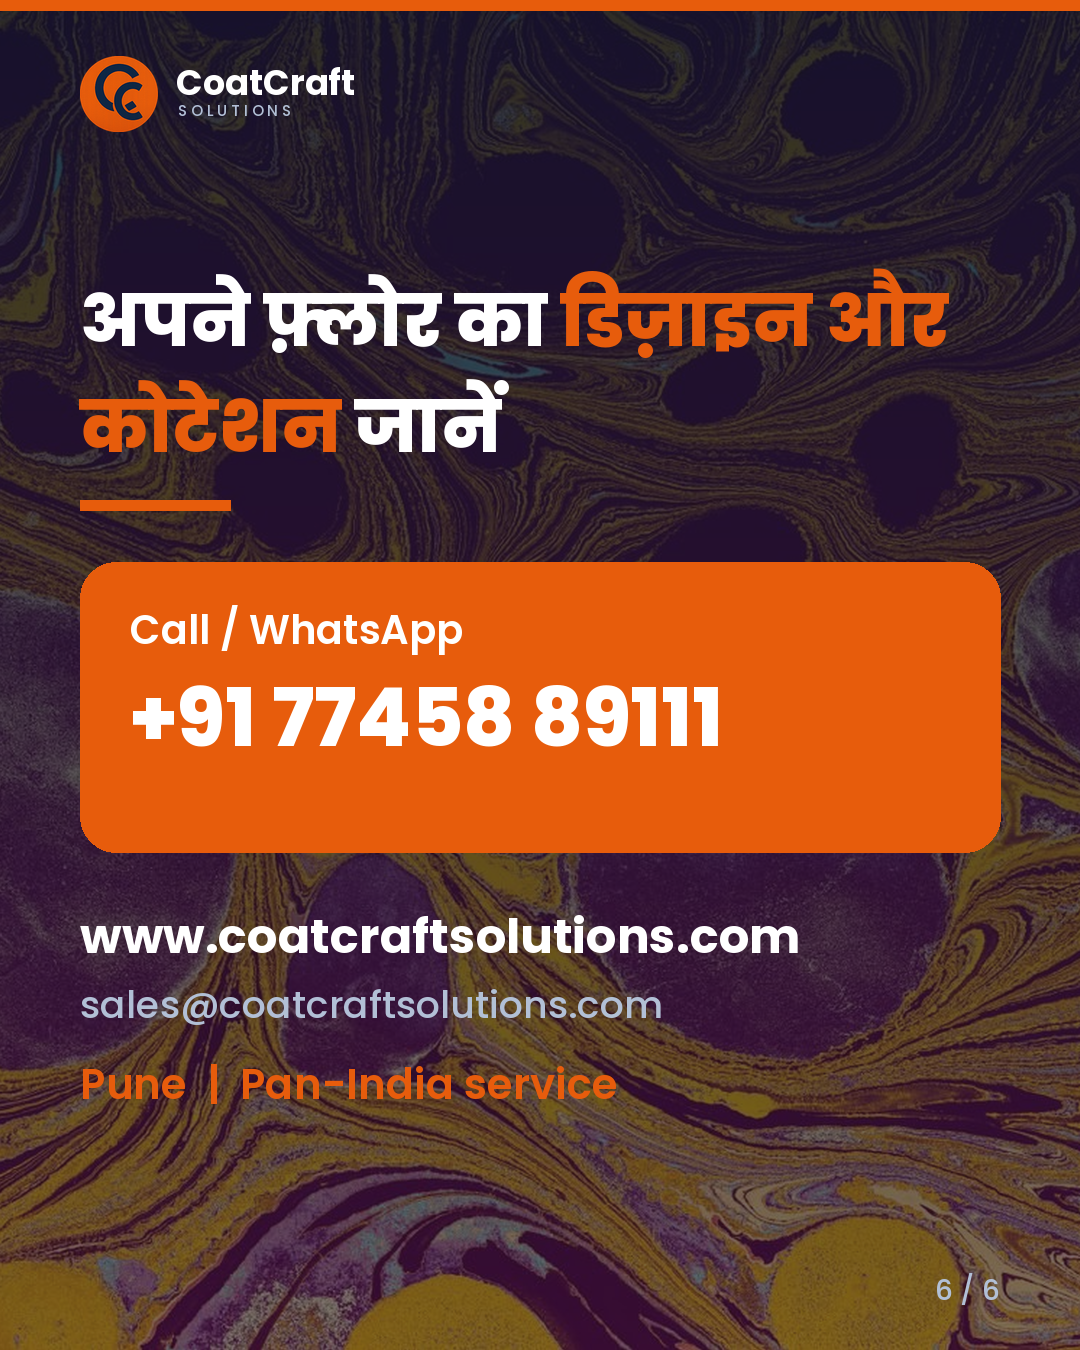 CoatCraft
SOLUTIONS
अपने फ़्लोर का डिज़ाइन और
कोटेशन जानें
Call / WhatsApp
+91 77458 89111
www.coatcraftsolutions.com
sales@coatcraftsolutions.com
Pune | Pan-India service
6 / 6